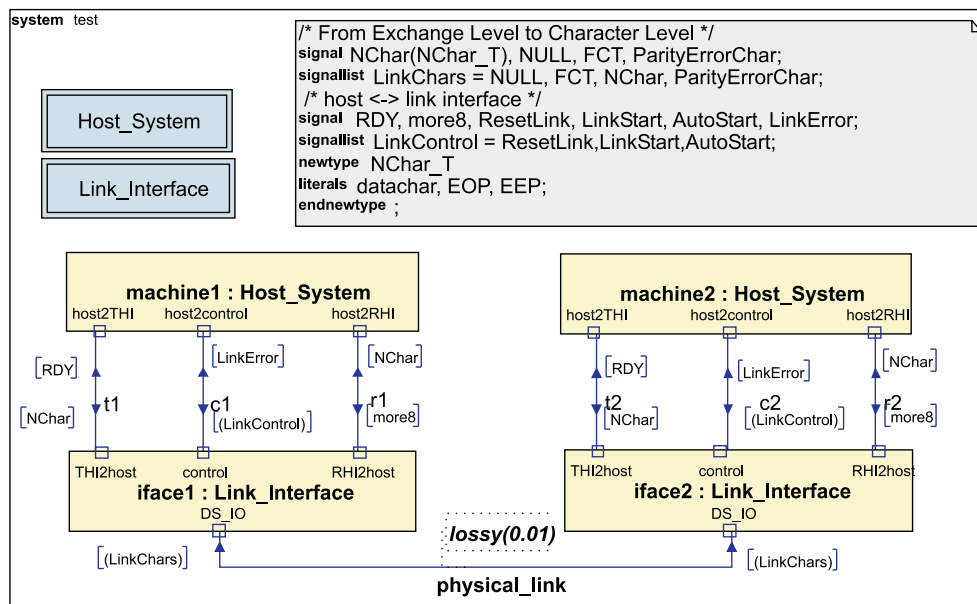 system test
/* From Exchange Level to Character Level */
signal NChar(NChar_T), NULL, FCT, ParityErrorChar;
signallist LinkChars = NULL, FCT, NChar, ParityErrorChar;
/* host <-> link interface */
signal RDY, more8, ResetLink, LinkStart, AutoStart, LinkError;
signallist LinkControl = ResetLink,LinkStart,AutoStart;
newtype NChar_T
literals datachar, EOP, EEP;
endnewtype ;
Host_System
Link_Interface
machine1 : Host_System
host2THI host2control host2RHI
[RDY] [LinkError] [NChar]
t1 c1 r1
[NChar] [(LinkControl)] [more8]
THI2host control RHI2host
iface1 : Link_Interface
DS_IO
[(LinkChars)]
machine2 : Host_System
host2THI host2control host2RHI
[RDY] [LinkError] [NChar]
t2 c2 r2
[NChar] [(LinkControl)] [more8]
THI2host control RHI2host
iface2 : Link_Interface
DS_IO
[(LinkChars)]
lossy(0.01)
physical_link